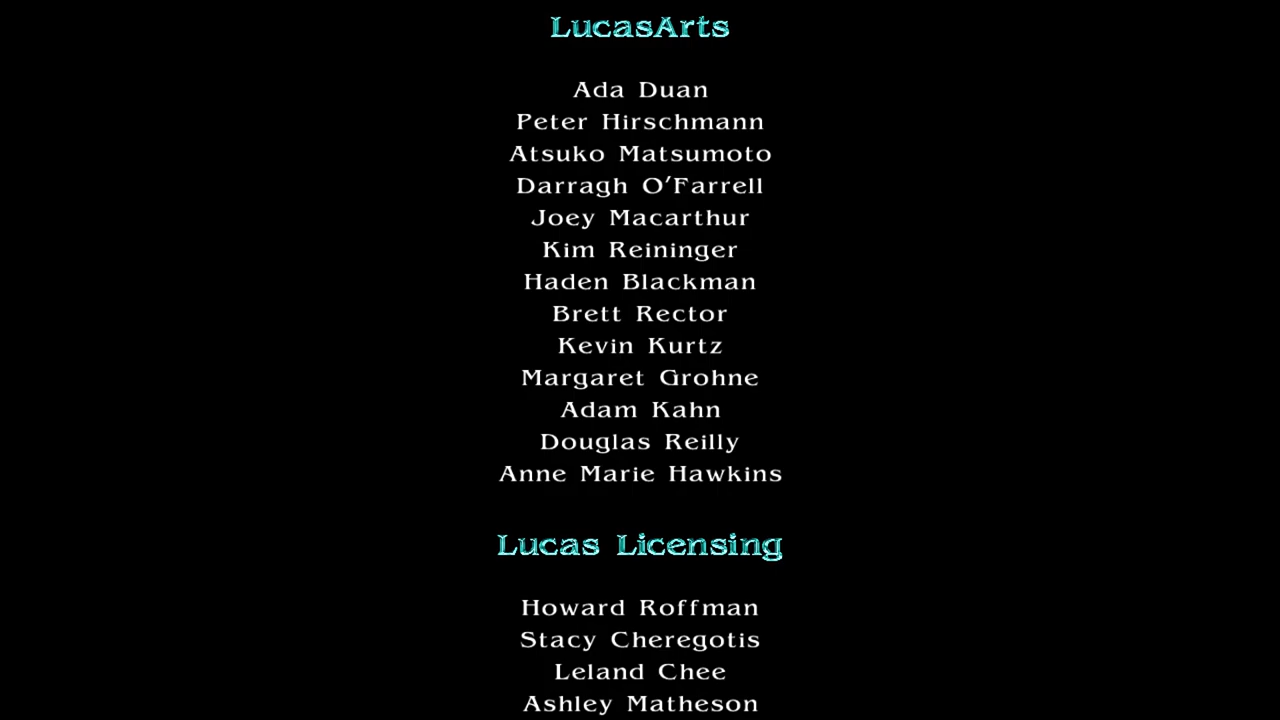 LucasArts
Ada Duan
Peter Hirschmann
Atsuko Matsumoto
Darragh O'Farrell
Joey Macarthur
Kim Reininger
Haden Blackman
Brett Rector
Kevin Kurtz
Margaret Grohne
Adam Kahn
Douglas Reilly
Anne Marie Hawkins
Lucas Licensing
Howard Roffman
Stacy Cheregotis
Leland Chee
Ashley Matheson